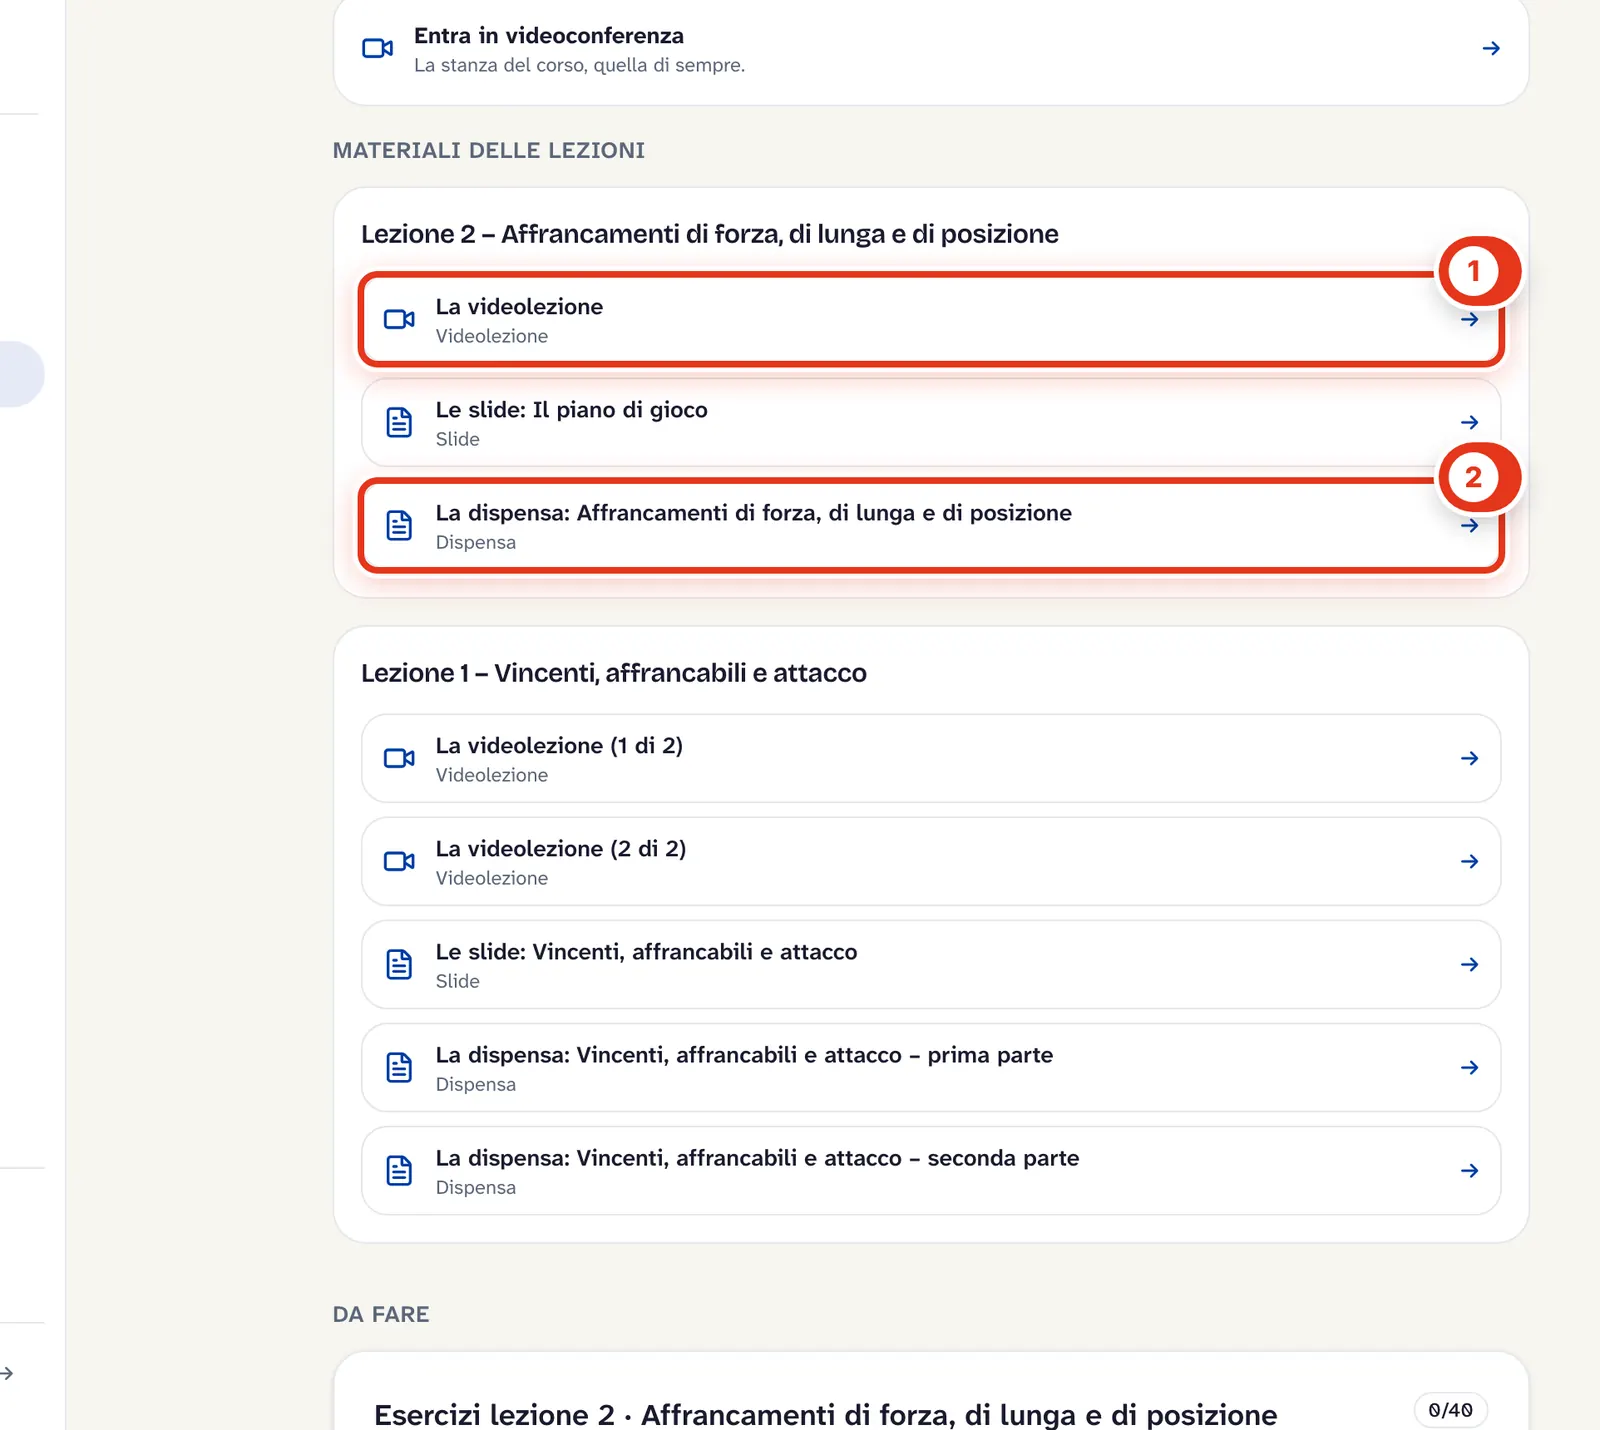 Entra in videoconferenza
La stanza del corso, quella di sempre.
MATERIALI DELLE LEZIONI
Lezione 2 – Affrancamenti di forza, di lunga e di posizione
1
La videolezione
Videolezione
Le slide: Il piano di gioco
Slide
2
La dispensa: Affrancamenti di forza, di lunga e di posizione
Dispensa
Lezione 1 – Vincenti, affrancabili e attacco
La videolezione (1 di 2)
Videolezione
La videolezione (2 di 2)
Videolezione
Le slide: Vincenti, affrancabili e attacco
Slide
La dispensa: Vincenti, affrancabili e attacco – prima parte
Dispensa
La dispensa: Vincenti, affrancabili e attacco – seconda parte
Dispensa
DA FARE
Esercizi lezione 2 · Affrancamenti di forza, di lunga e di posizione
0/40